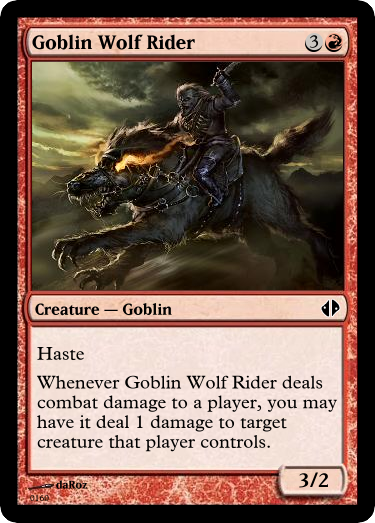 Goblin Wolf Rider 3
Creature — Goblin
Haste
Whenever Goblin Wolf Rider deals
combat damage to a player, you may
have it deal 1 damage to target
creature that player controls.
daRoz
3/2